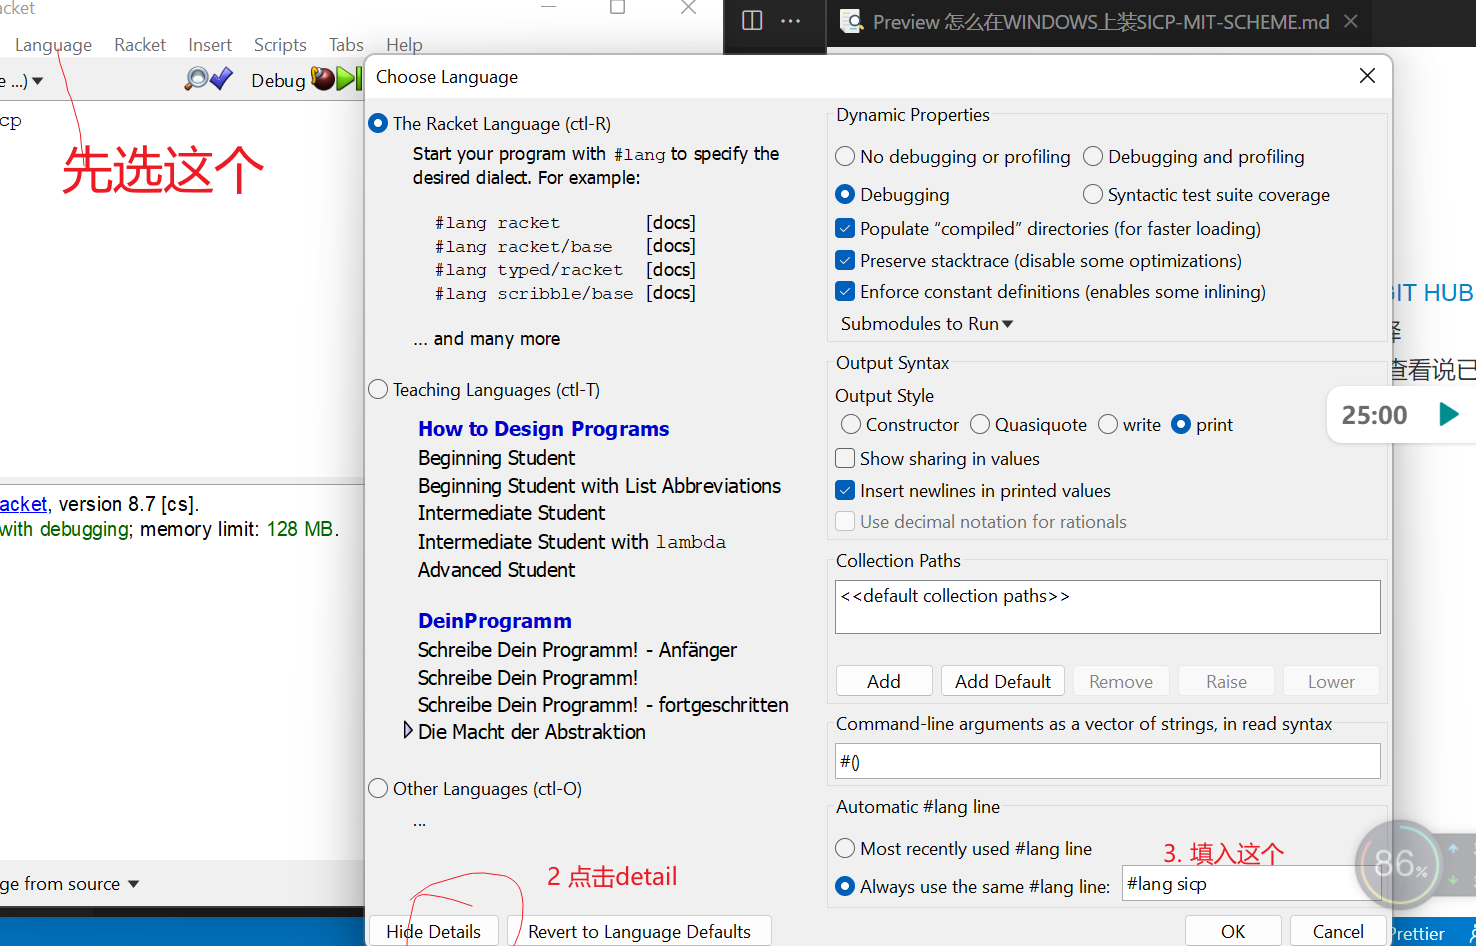 acket
Language Racket Insert Scripts Tabs Help
Preview 怎么在WINDOWS上装SICP-MIT-SCHEME.md
e ...)
Debug
cp
先选这个
acket, version 8.7 [cs].
with debugging; memory limit: 128 MB.
ge from source
Choose Language
The Racket Language (ctl-R)
Start your program with #lang to specify the
desired dialect. For example:
#lang racket [docs]
#lang racket/base [docs]
#lang typed/racket [docs]
#lang scribble/base [docs]
... and many more
Teaching Languages (ctl-T)
How to Design Programs
Beginning Student
Beginning Student with List Abbreviations
Intermediate Student
Intermediate Student with lambda
Advanced Student
DeinProgramm
Schreibe Dein Programm! - Anfänger
Schreibe Dein Programm!
Schreibe Dein Programm! - fortgeschritten
Die Macht der Abstraktion
Other Languages (ctl-O)
...
2 点击detail
Hide Details
Revert to Language Defaults
Dynamic Properties
No debugging or profiling Debugging and profiling
Debugging Syntactic test suite coverage
Populate “compiled” directories (for faster loading)
Preserve stacktrace (disable some optimizations)
Enforce constant definitions (enables some inlining)
Submodules to Run
Output Syntax
Output Style
Constructor Quasiquote write print
Show sharing in values
Insert newlines in printed values
Use decimal notation for rationals
Collection Paths
<<default collection paths>>
Add Add Default Remove Raise Lower
Command-line arguments as a vector of strings, in read syntax
#()
Automatic #lang line
Most recently used #lang line
3. 填入这个
Always use the same #lang line: #lang sicp
OK Cancel
GIT HUB
查看说已
25:00
86%
Prettier